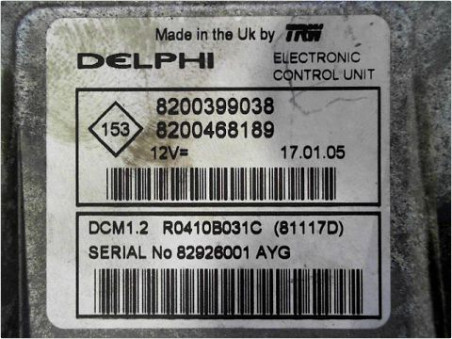 Made in the Uk by TRW
DELPHI ELECTRONIC
CONTROL UNIT
153
8200399038
8200468189
12V= 17.01.05
DCM1.2 R0410B031C (81117D)
SERIAL No 82926001 AYG